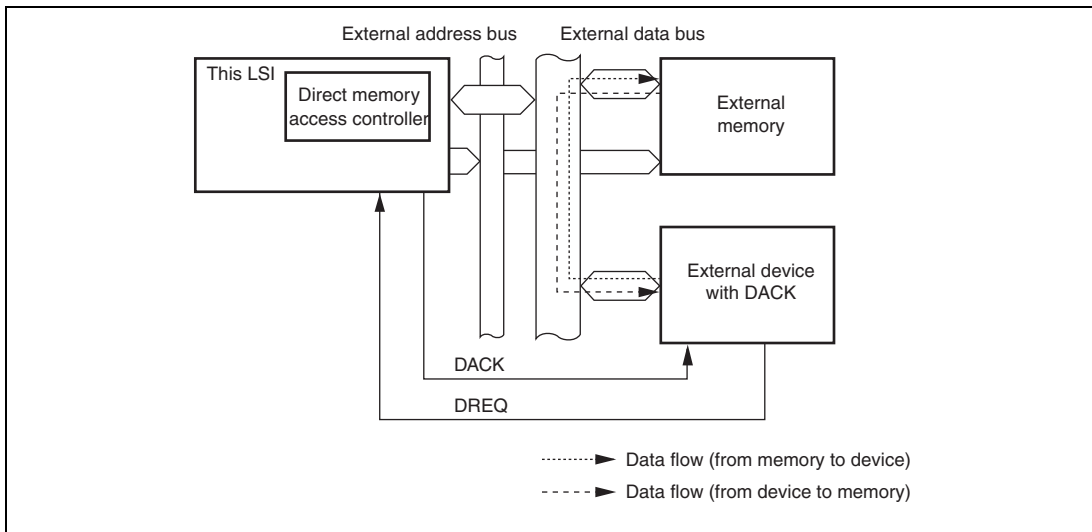 External address bus
External data bus
This LSI
Direct memory
access controller
External
memory
External device
with DACK
DACK
DREQ
Data flow (from memory to device)
Data flow (from device to memory)